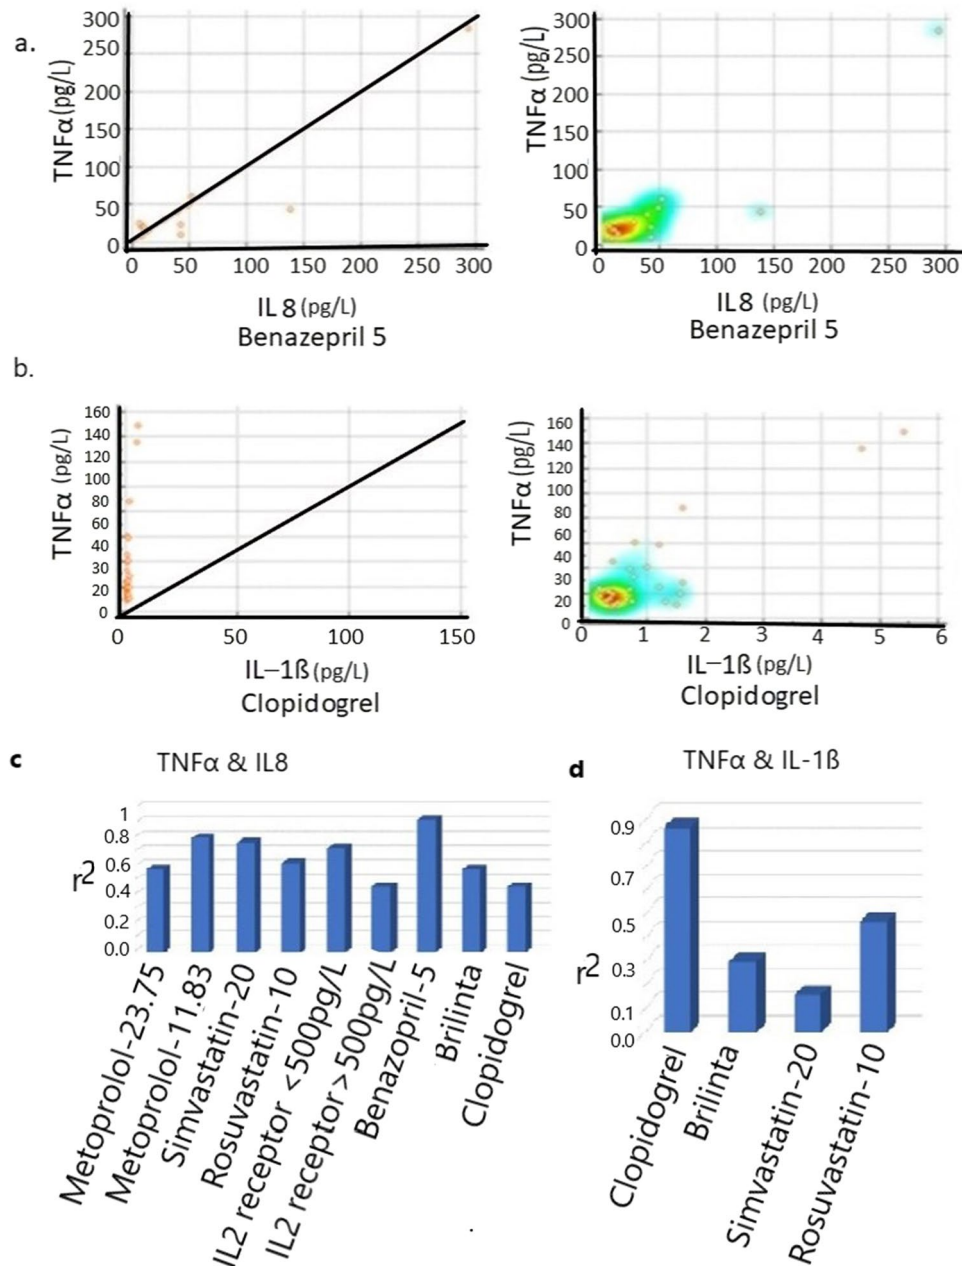 a.
TNFα (pg/L)
300
250
200
150
100
50
0
0 50 100 150 200 250 300
IL 8 (pg/L)
Benazepril 5
TNFα (pg/L)
300
250
200
150
100
50
0
0 50 100 150 200 250 300
IL8 (pg/L)
Benazepril 5
b.
TNFα (pg/L)
160
140
120
100
80
60
40
30
20
0
0 50 100 150
IL–1ß (pg/L)
Clopidogrel
TNFα (pg/L)
160
140
120
100
80
60
40
30
20
0
0 1 2 3 4 5 6
IL–1ß (pg/L)
Clopidogrel
c
TNFα & IL8
r2
1
0.8
0.6
0.4
0.2
0.0
Metoprolol-23.75
Metoprolol-11.83
Simvastatin-20
Rosuvastatin-10
IL2 receptor <500pg/L
IL2 receptor > 500pg/L
Benazopril-5
Brilinta
Clopidogrel
d
TNFα & IL-1ß
r2
0.9
0.7
0.5
0.3
0.1
0.0
Clopidogrel
Brilinta
Simvastatin-20
Rosuvastatin-10